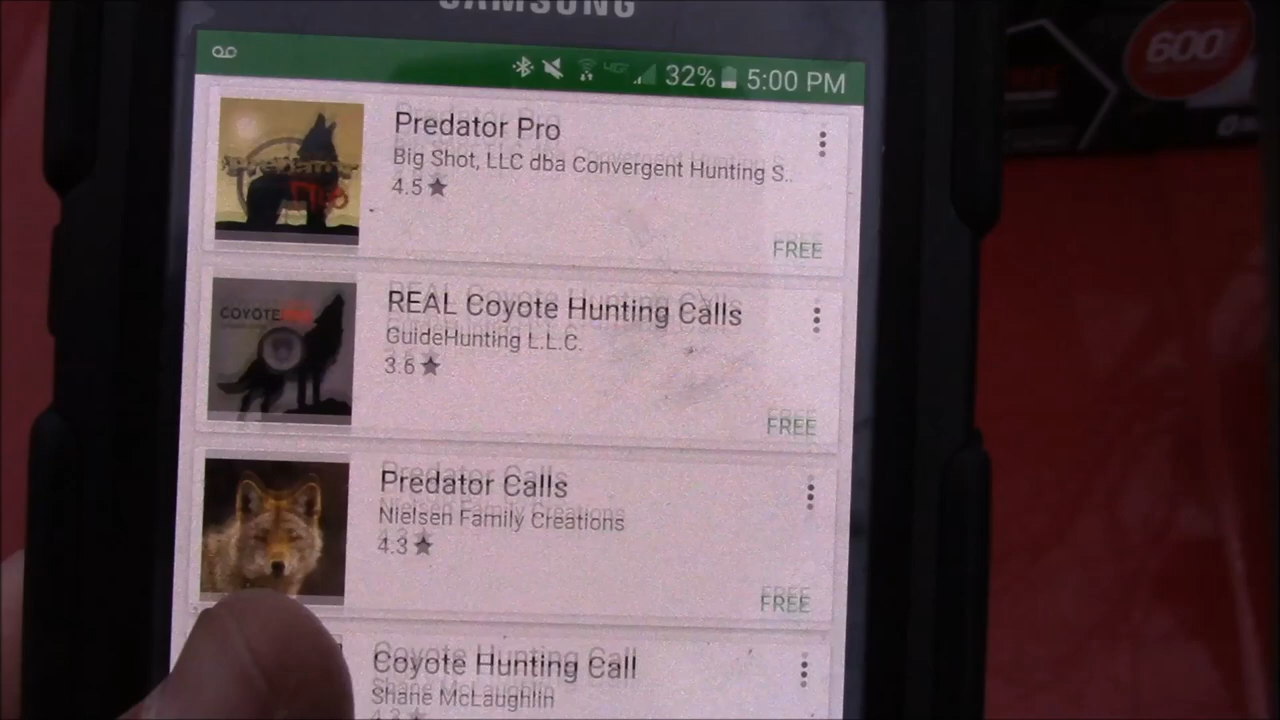 SAMSUNG
32% 5:00 PM
Predator Pro
Big Shot, LLC dba Convergent Hunting S..
4.5★
FREE
COYOTE
REAL Coyote Hunting Calls
GuideHunting L.L.C.
3.6★
FREE
Predator Calls
Nielsen Family Creations
4.3★
FREE
Coyote Hunting Call
Shane McLaughlin
4.3★
600